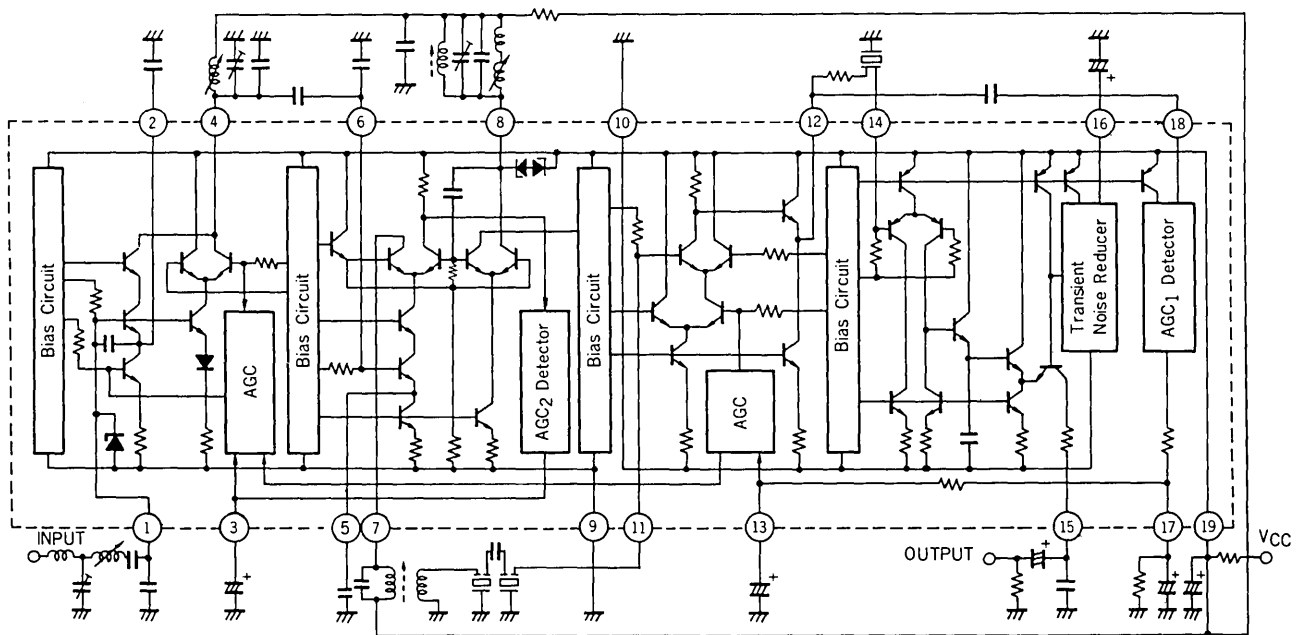 2
4
6
8
10
12
14
16
18
Bias Circuit
AGC
Bias Circuit
AGC2 Detector
Bias Circuit
AGC
Bias Circuit
Transient
Noise Reducer
AGC1 Detector
1
3
5
7
9
11
13
15
17
19
INPUT
OUTPUT
VCC
+
+
+
+
+
+